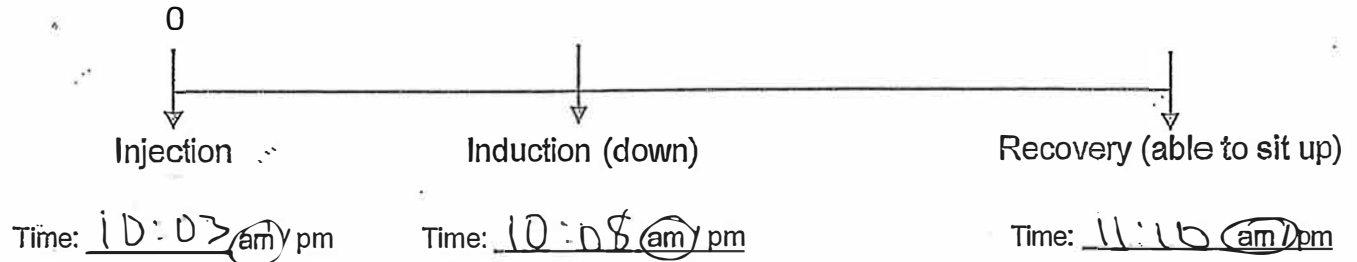 0
Injection
Induction (down)
Recovery (able to sit up)
Time: 10:03 am / pm
Time: 10:08 am / pm
Time: 11:10 am / pm